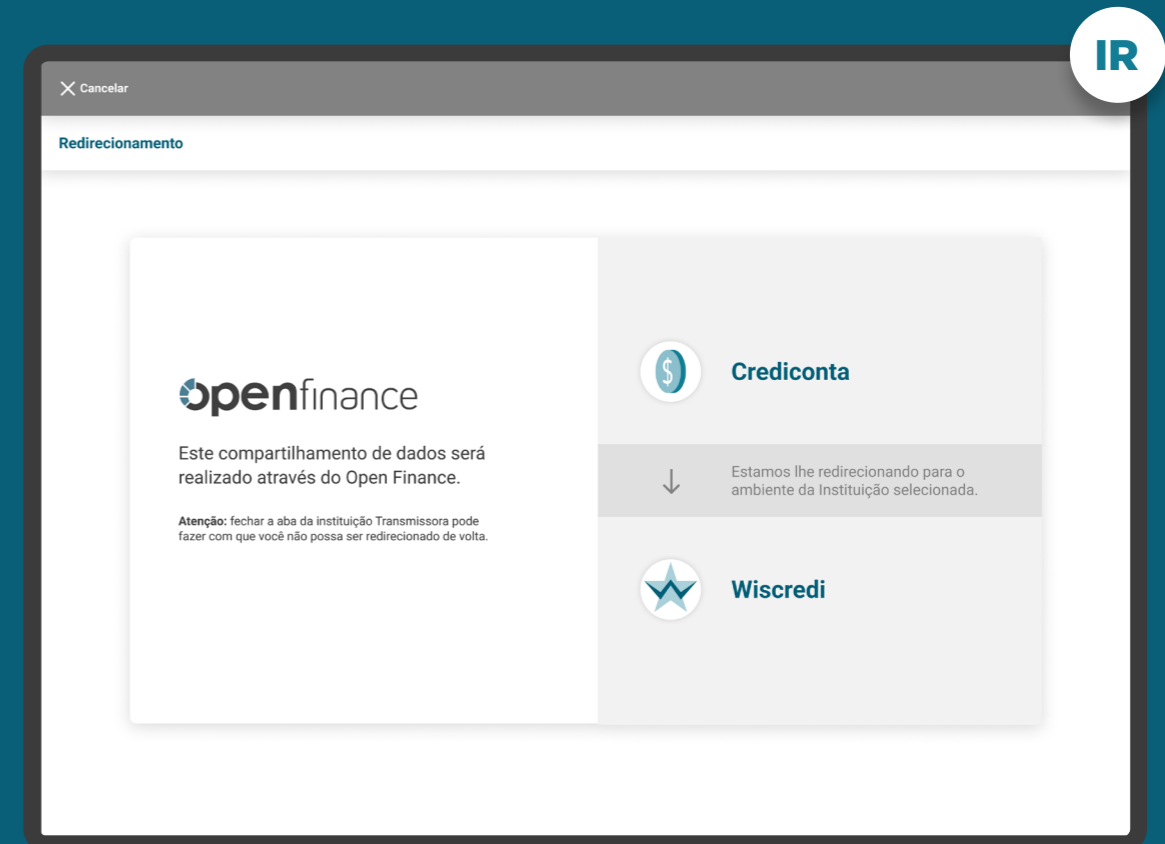 IR
Cancelar
Redirecionamento
openfinance
Este compartilhamento de dados será
realizado através do Open Finance.
Atenção: fechar a aba da instituição Transmissora pode
fazer com que você não possa ser redirecionado de volta.
$
Crediconta
Estamos lhe redirecionando para o
ambiente da Instituição selecionada.
Wiscredi